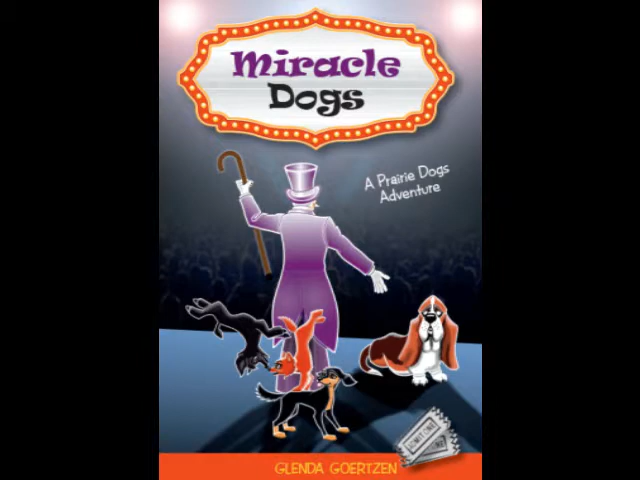 Miracle
Dogs
A Prairie Dogs
Adventure
GLENDA GOERTZEN